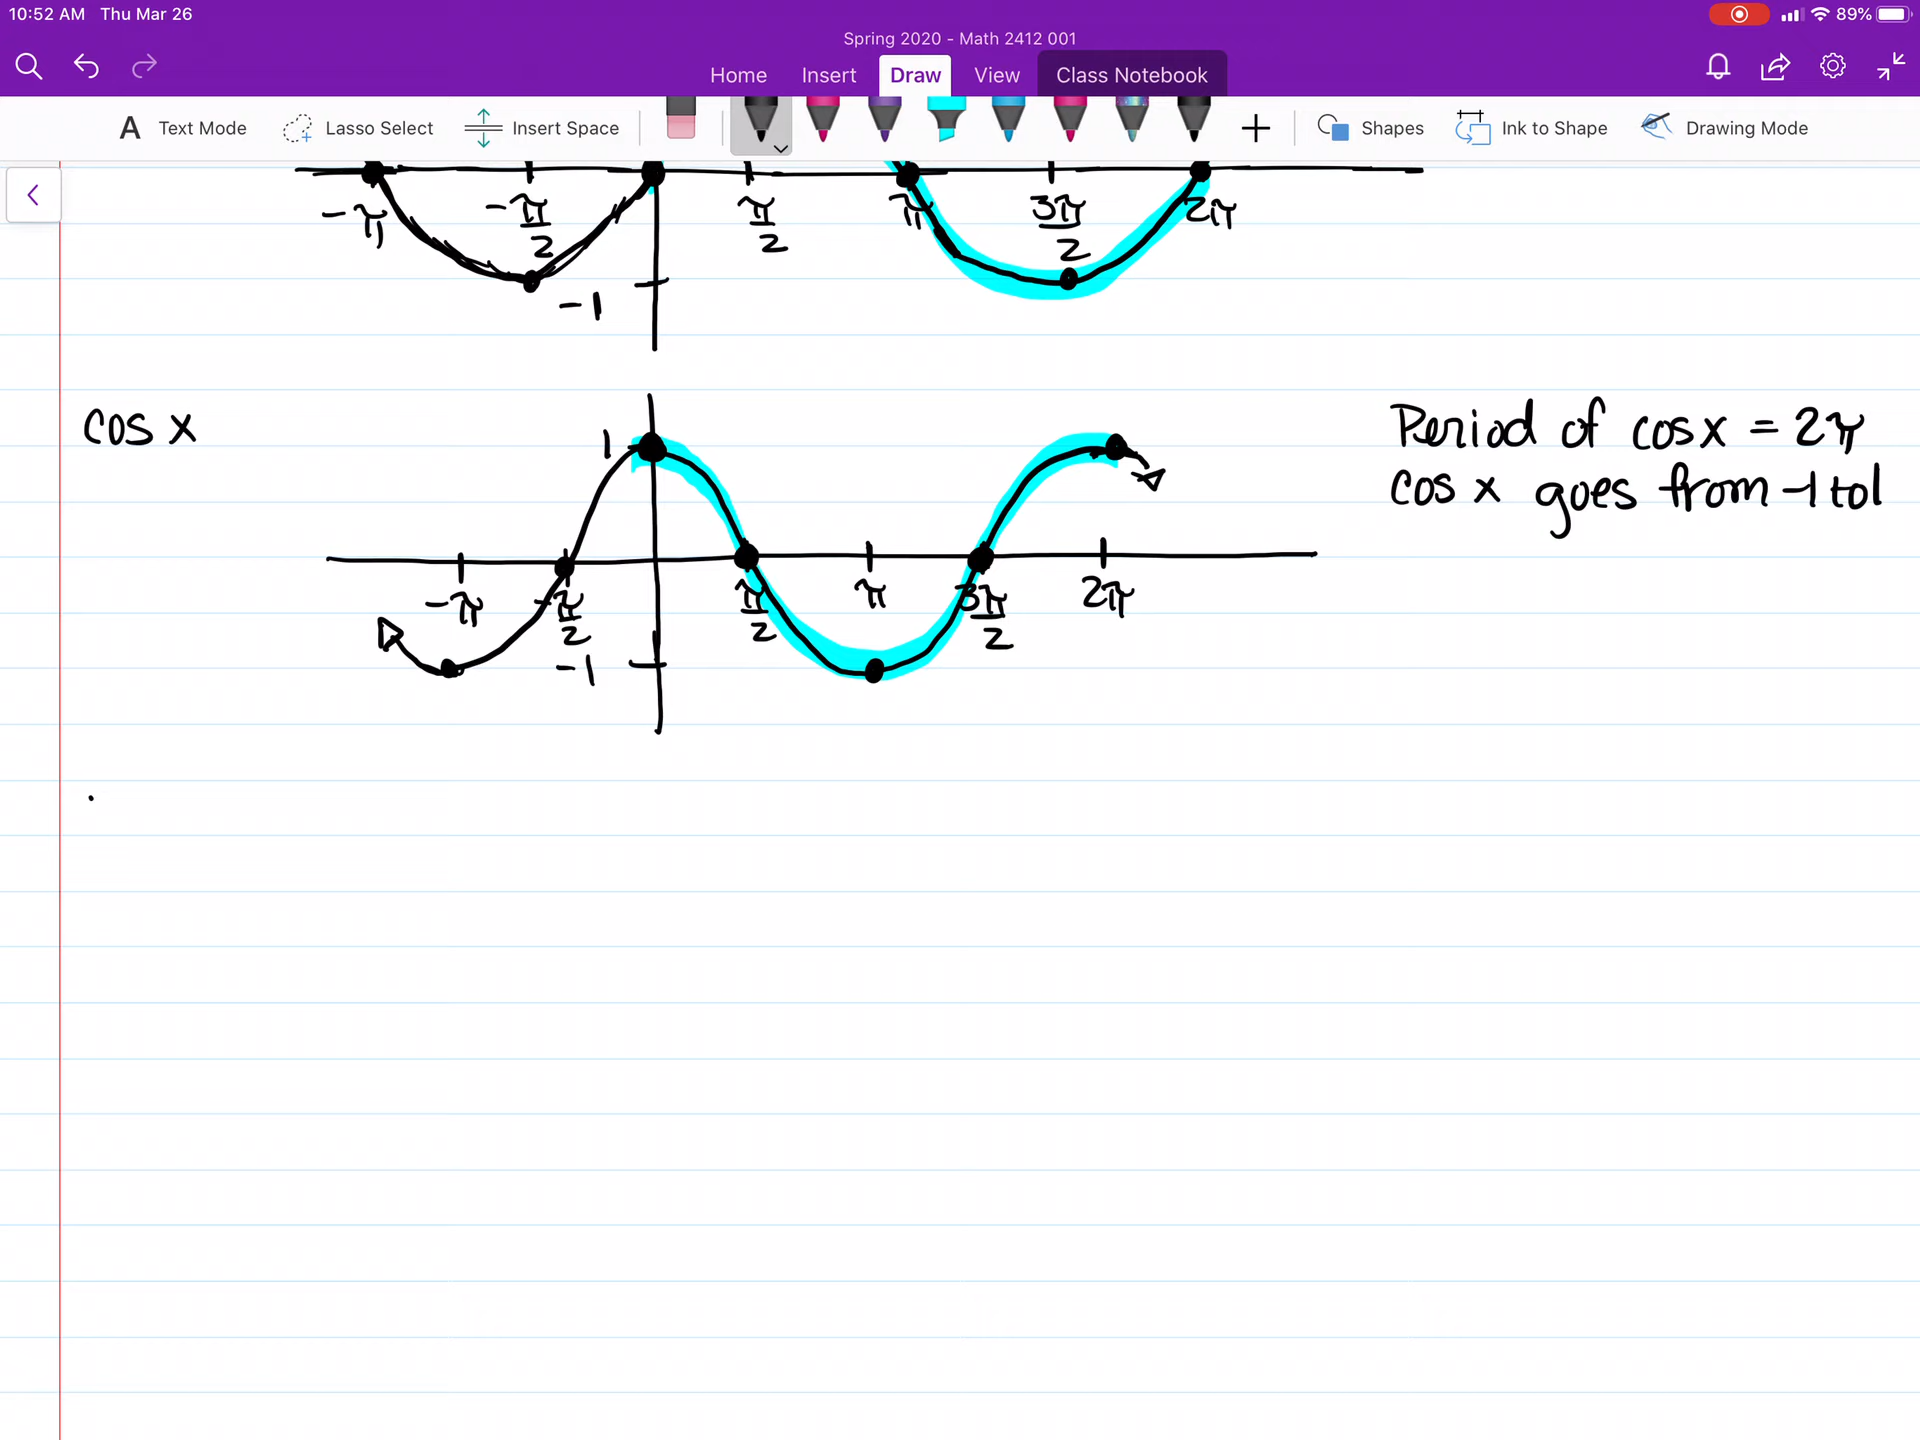 10:52 AM Thu Mar 26
89%
Spring 2020 - Math 2412 001
Home Insert Draw View Class Notebook
A Text Mode Lasso Select Insert Space Shapes Ink to Shape Drawing Mode
-π -π/2 π/2 π 3π/2 2π
-1
cos x
1
Period of cos x = 2π
cos x goes from -1 to 1
-π -π/2 π/2 π 3π/2 2π
-1